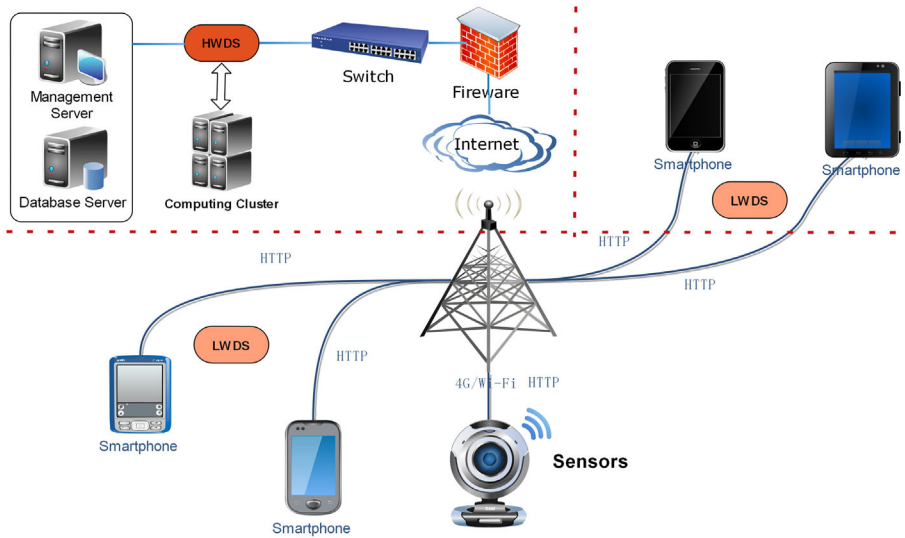 HWDS
Switch
Fireware
Management
Server
Internet
Database Server
Computing Cluster
Smartphone
Smartphone
LWDS
HTTP
HTTP
HTTP
LWDS
HTTP
4G/Wi-Fi HTTP
Smartphone
Sensors
Smartphone